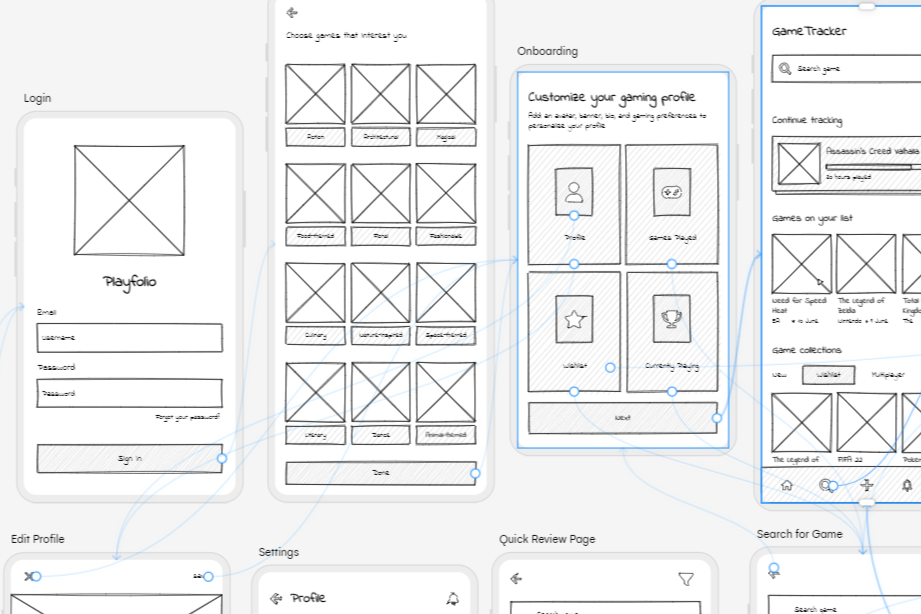 Login
Playfolio
Email
username
Password
Password
Forgot your password?
Sign in
Choose games that interest you
Action
Architectural
Magical
Food-themed
Floral
Fashionable
Culinary
Nature-inspired
Space-themed
Literary
Dance
Animal-themed
Done
Onboarding
Customize your gaming profile
Add an avatar, banner, bio, and gaming preferences to
personalize your profile
Profile
Games Played
Wishlist
Currently Playing
Next
GameTracker
Search game
Continue tracking
Assassin's Creed Valhalla
20 hours played
Games on your list
Need for Speed
Heat
EA
The Legend of
Zelda
Nintendo
Total
The
Game collections
New
Wishlist
Multiplayer
The Legend of
FIFA 22
Edit Profile
Settings
Profile
Quick Review Page
Search for Game
Search game